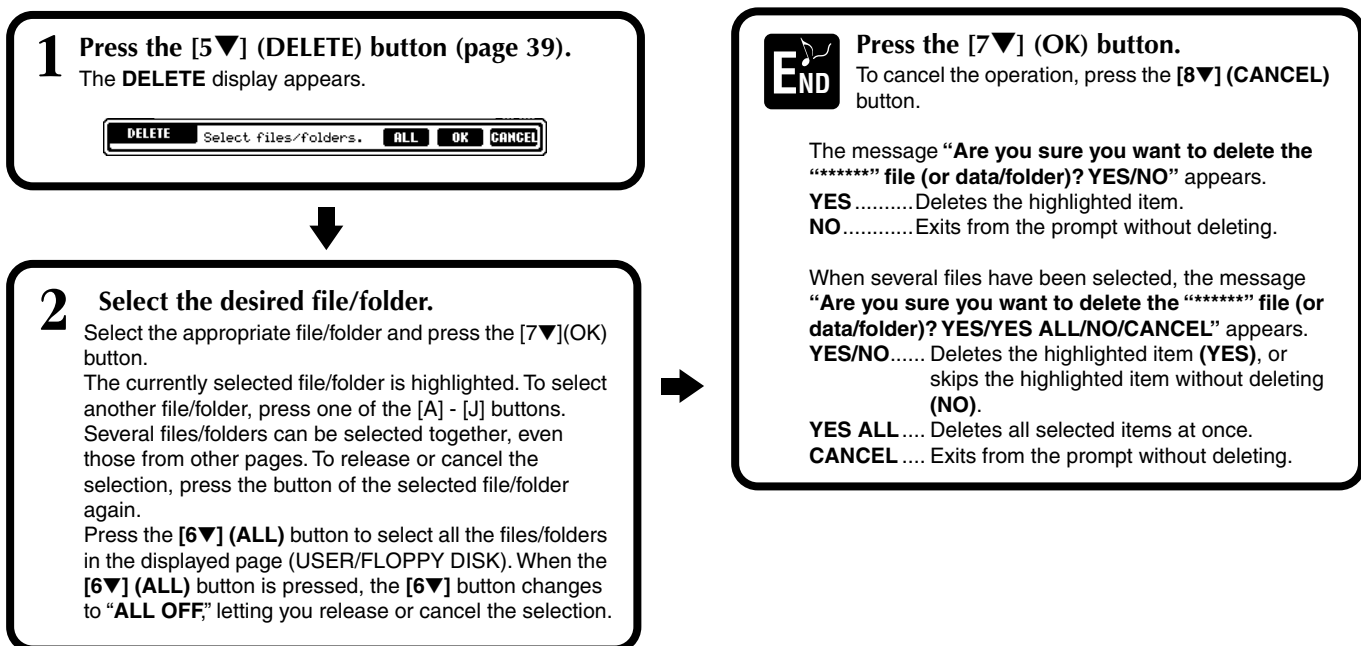 1 Press the [5▼] (DELETE) button (page 39).
The DELETE display appears.
DELETE Select files/folders. ALL OK CANCEL
2 Select the desired file/folder.
Select the appropriate file/folder and press the [7▼](OK)
button.
The currently selected file/folder is highlighted. To select
another file/folder, press one of the [A] - [J] buttons.
Several files/folders can be selected together, even
those from other pages. To release or cancel the
selection, press the button of the selected file/folder
again.
Press the [6▼] (ALL) button to select all the files/folders
in the displayed page (USER/FLOPPY DISK). When the
[6▼] (ALL) button is pressed, the [6▼] button changes
to “ALL OFF,” letting you release or cancel the selection.
END Press the [7▼] (OK) button.
To cancel the operation, press the [8▼] (CANCEL)
button.
The message “Are you sure you want to delete the
“******” file (or data/folder)? YES/NO” appears.
YES ..........Deletes the highlighted item.
NO............Exits from the prompt without deleting.
When several files have been selected, the message
“Are you sure you want to delete the “******” file (or
data/folder)? YES/YES ALL/NO/CANCEL” appears.
YES/NO...... Deletes the highlighted item (YES), or
skips the highlighted item without deleting
(NO).
YES ALL .... Deletes all selected items at once.
CANCEL .... Exits from the prompt without deleting.